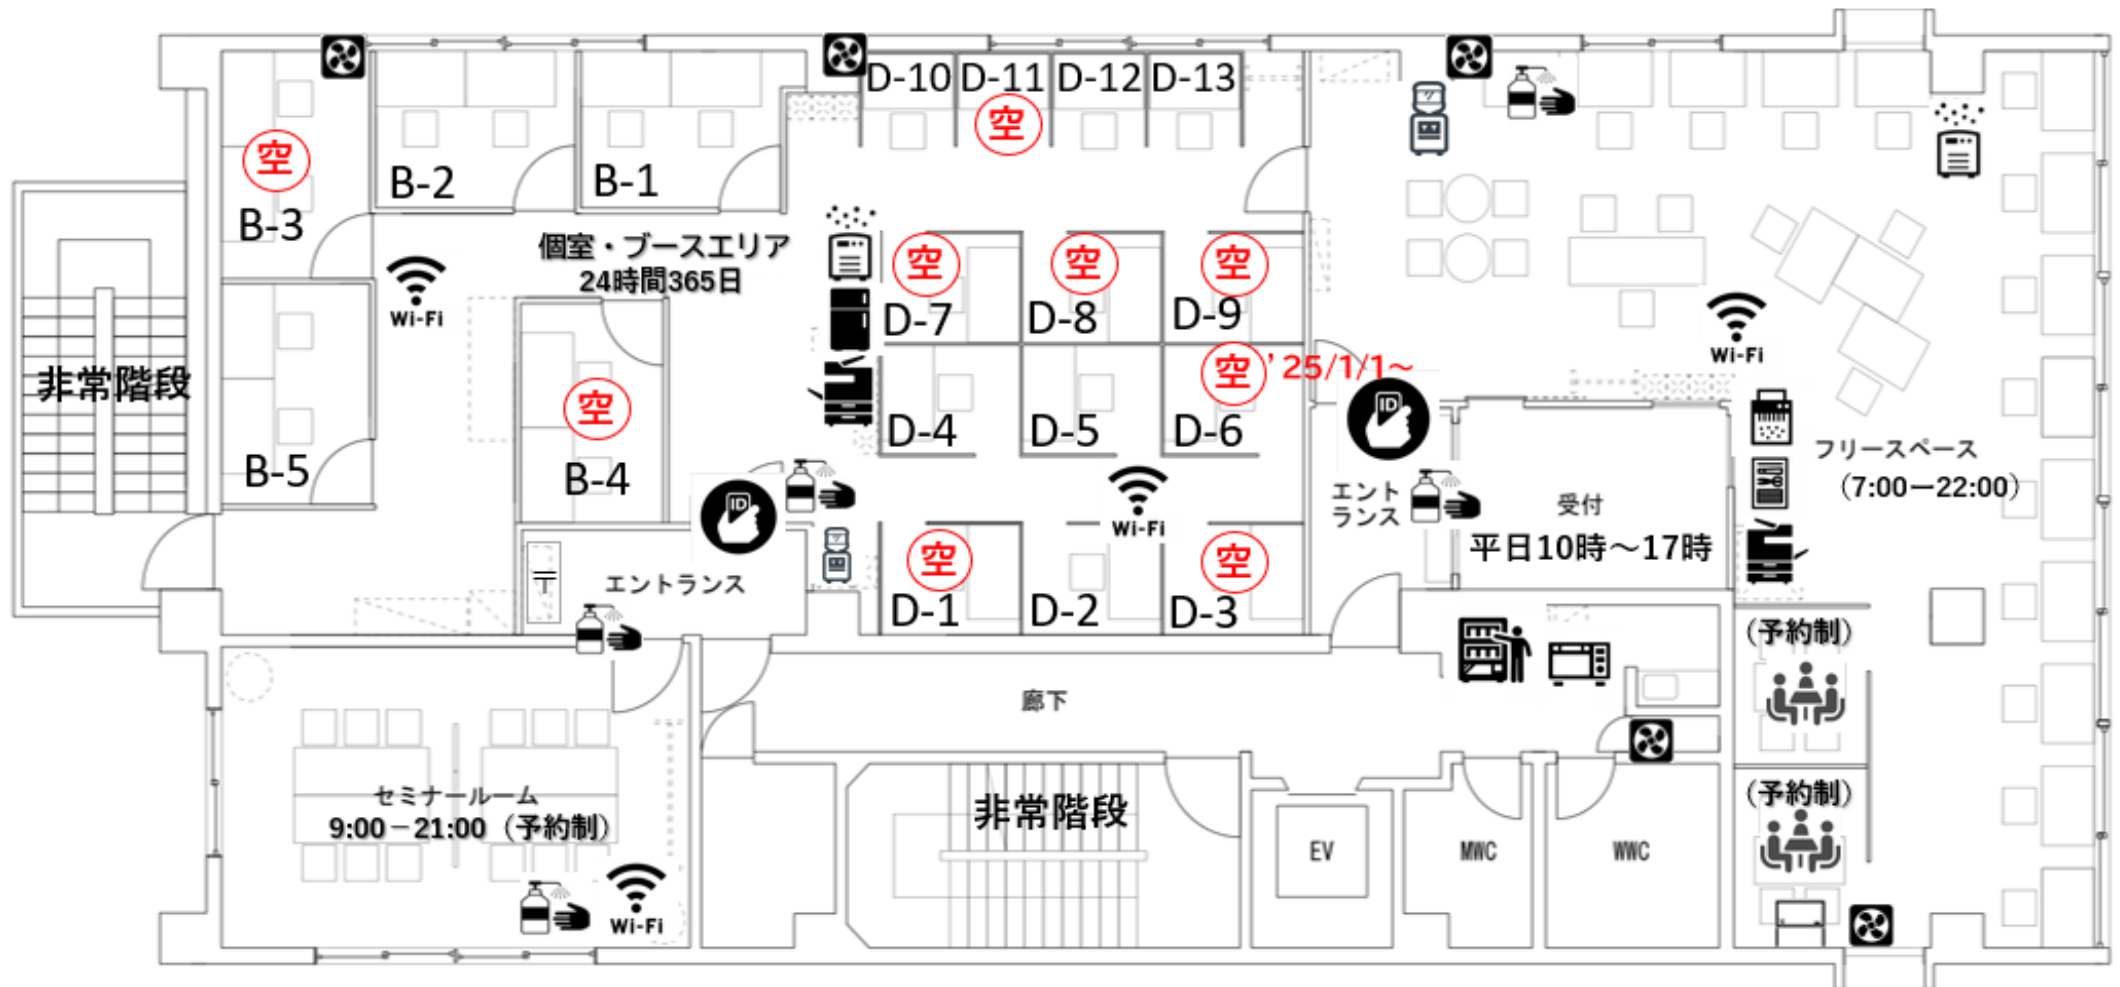 D-10
D-11
D-12
D-13
空
空
B-3
B-2
B-1
個室・ブースエリア
24時間365日
Wi-Fi
空
D-7
空
D-8
空
D-9
空
'25/1/1~
D-4
D-5
D-6
非常階段
B-5
空
B-4
ID
ID
Wi-Fi
Wi-Fi
フリースペース
（7:00ー22:00）
エント
ランス
受付
平日10時～17時
〒
エントランス
空
D-1
D-2
空
D-3
（予約制）
廊下
セミナールーム
9:00－21:00（予約制）
Wi-Fi
非常階段
EV
MWC
WWC
（予約制）